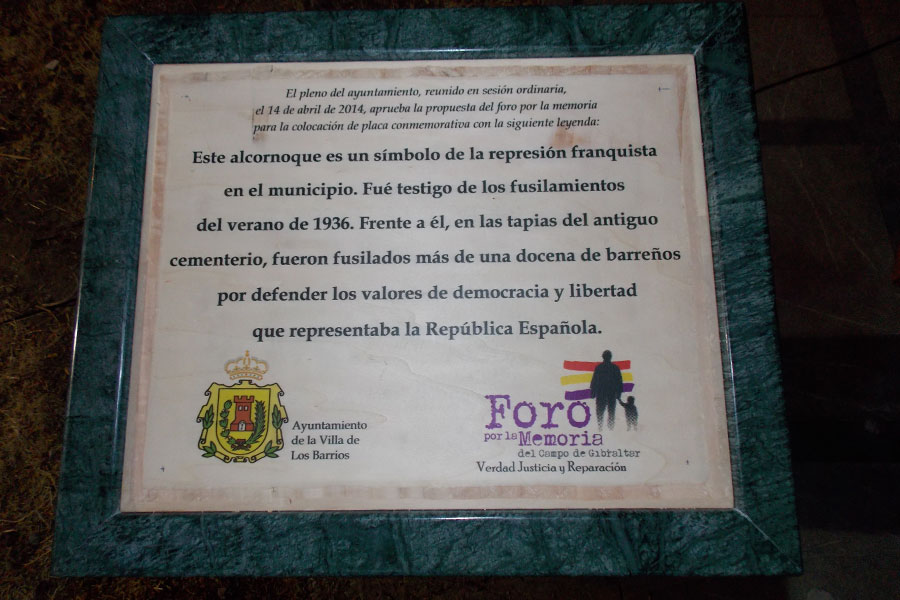 El pleno del ayuntamiento, reunido en sesión ordinaria,
el 14 de abril de 2014, aprueba la propuesta del foro por la memoria
para la colocación de placa conmemorativa con la siguiente leyenda:
Este alcornoque es un símbolo de la represión franquista
en el municipio. Fué testigo de los fusilamientos
del verano de 1936. Frente a él, en las tapias del antiguo
cementerio, fueron fusilados más de una docena de barreños
por defender los valores de democracia y libertad
que representaba la República Española.
Ayuntamiento
de la Villa de
Los Barrios
Foro
por la Memoria
del Campo de Gibraltar
Verdad Justicia y Reparación